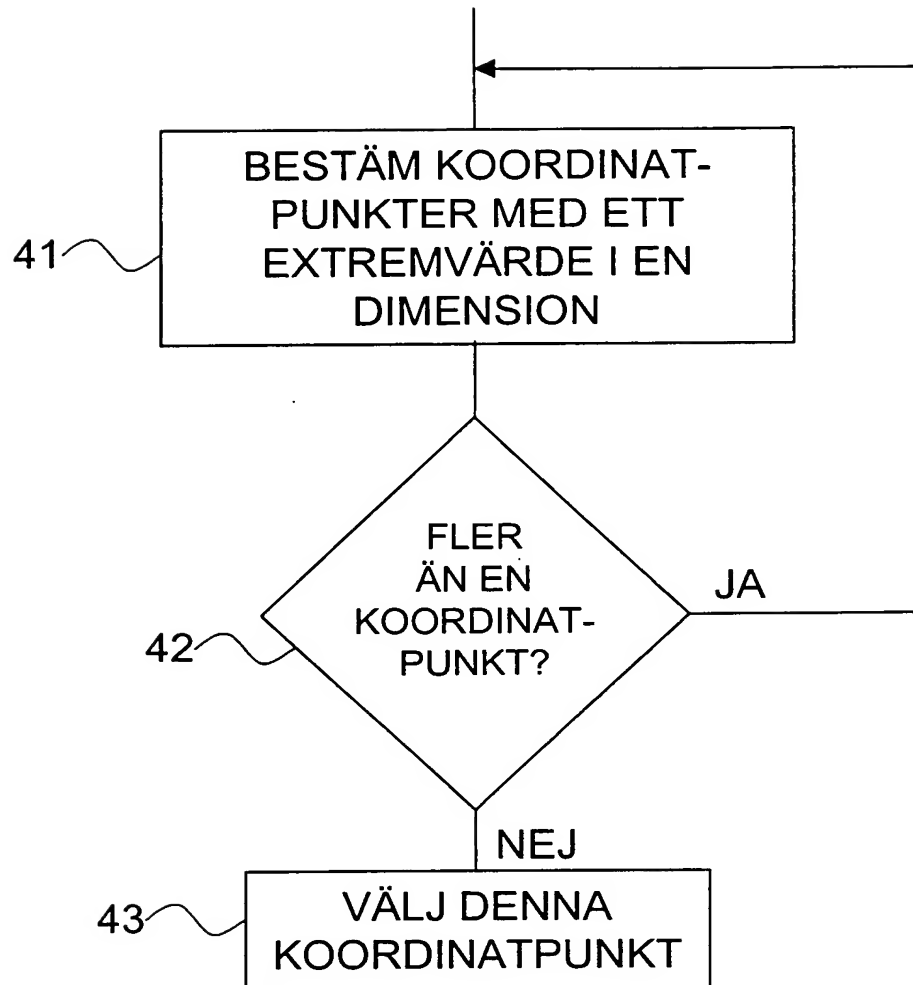 BESTÄM KOORDINAT-
PUNKTER MED ETT
EXTREMVÄRDE I EN
DIMENSION
41
FLER
ÄN EN
KOORDINAT-
PUNKT?
JA
42
NEJ
VÄLJ DENNA
KOORDINATPUNKT
43